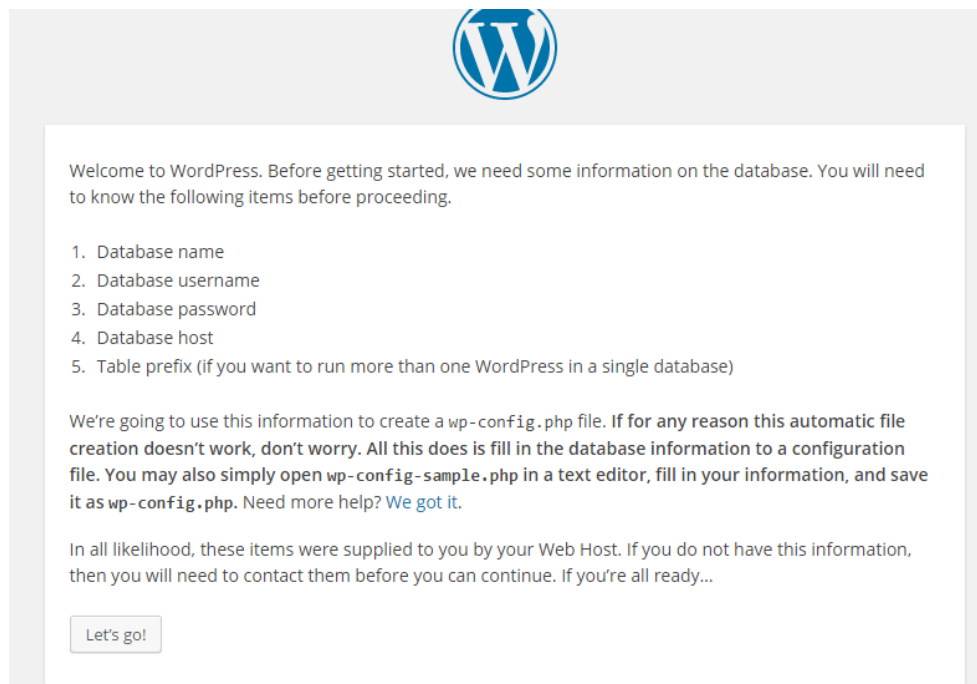 Welcome to WordPress. Before getting started, we need some information on the database. You will need
to know the following items before proceeding.
1. Database name
2. Database username
3. Database password
4. Database host
5. Table prefix (if you want to run more than one WordPress in a single database)
We’re going to use this information to create a wp-config.php file. If for any reason this automatic file
creation doesn’t work, don’t worry. All this does is fill in the database information to a configuration
file. You may also simply open wp-config-sample.php in a text editor, fill in your information, and save
it as wp-config.php. Need more help? We got it.
In all likelihood, these items were supplied to you by your Web Host. If you do not have this information,
then you will need to contact them before you can continue. If you’re all ready…
Let’s go!